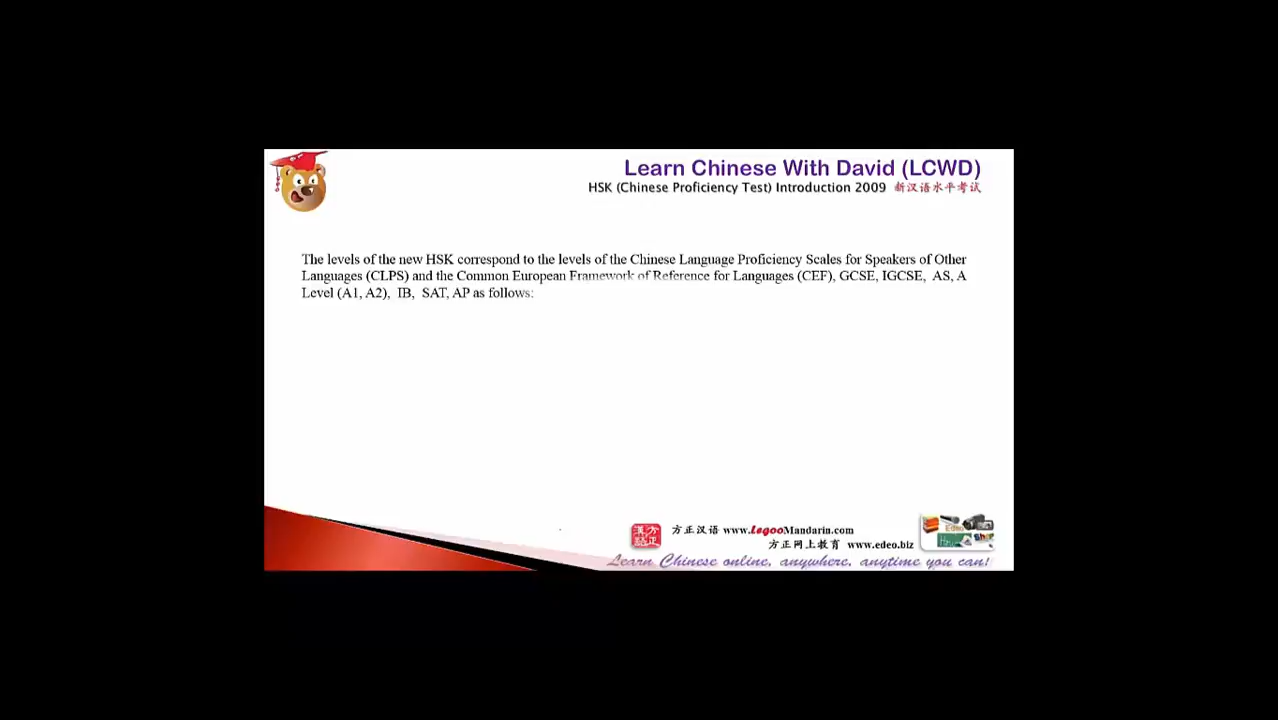 Learn Chinese With David (LCWD)
HSK (Chinese Proficiency Test) Introduction 2009 新汉语水平考试
The levels of the new HSK correspond to the levels of the Chinese Language Proficiency Scales for Speakers of Other
Languages (CLPS) and the Common European Framework of Reference for Languages (CEF), GCSE, IGCSE, AS, A
Level (A1, A2), IB, SAT, AP as follows:
方正汉语 www.LegooMandarin.com
方正网上教育 www.edeo.biz
Learn Chinese online, anywhere, anytime you can!